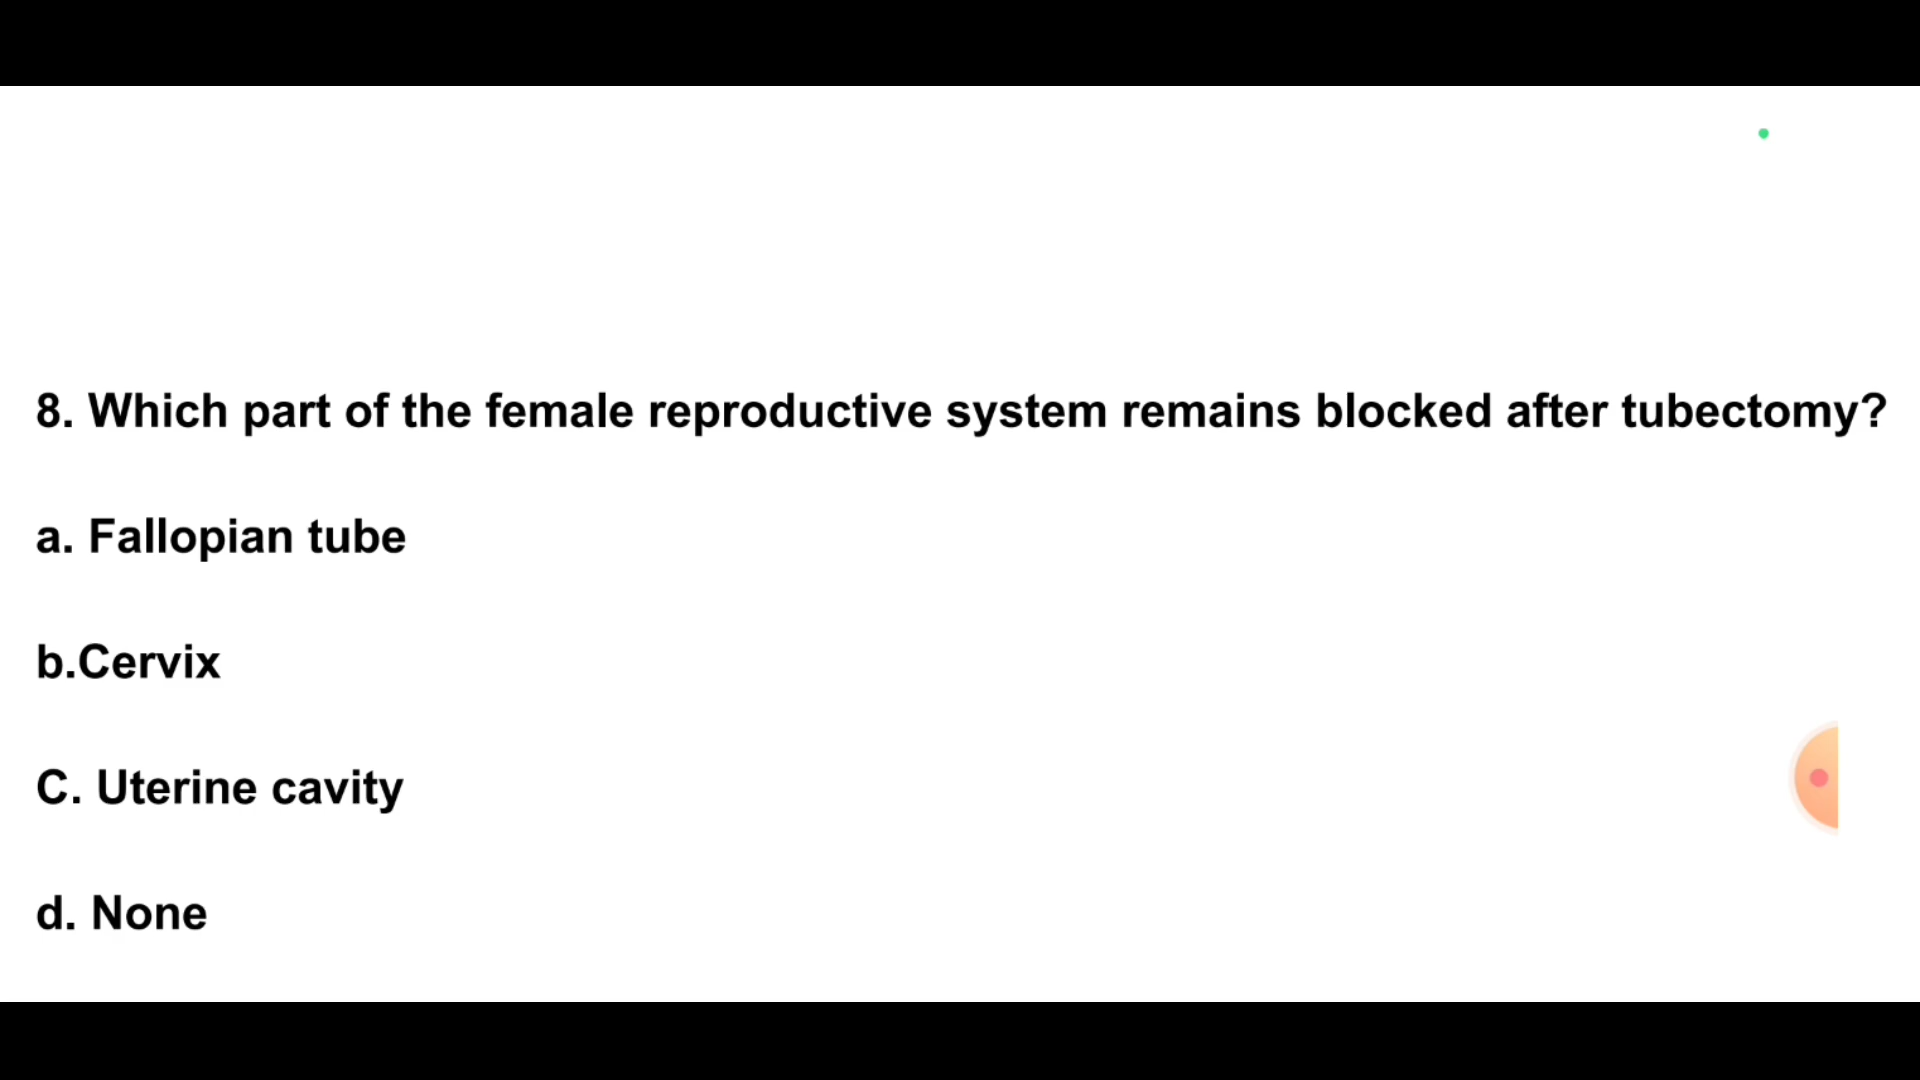 8. Which part of the female reproductive system remains blocked after tubectomy?
a. Fallopian tube
b.Cervix
C. Uterine cavity
d. None